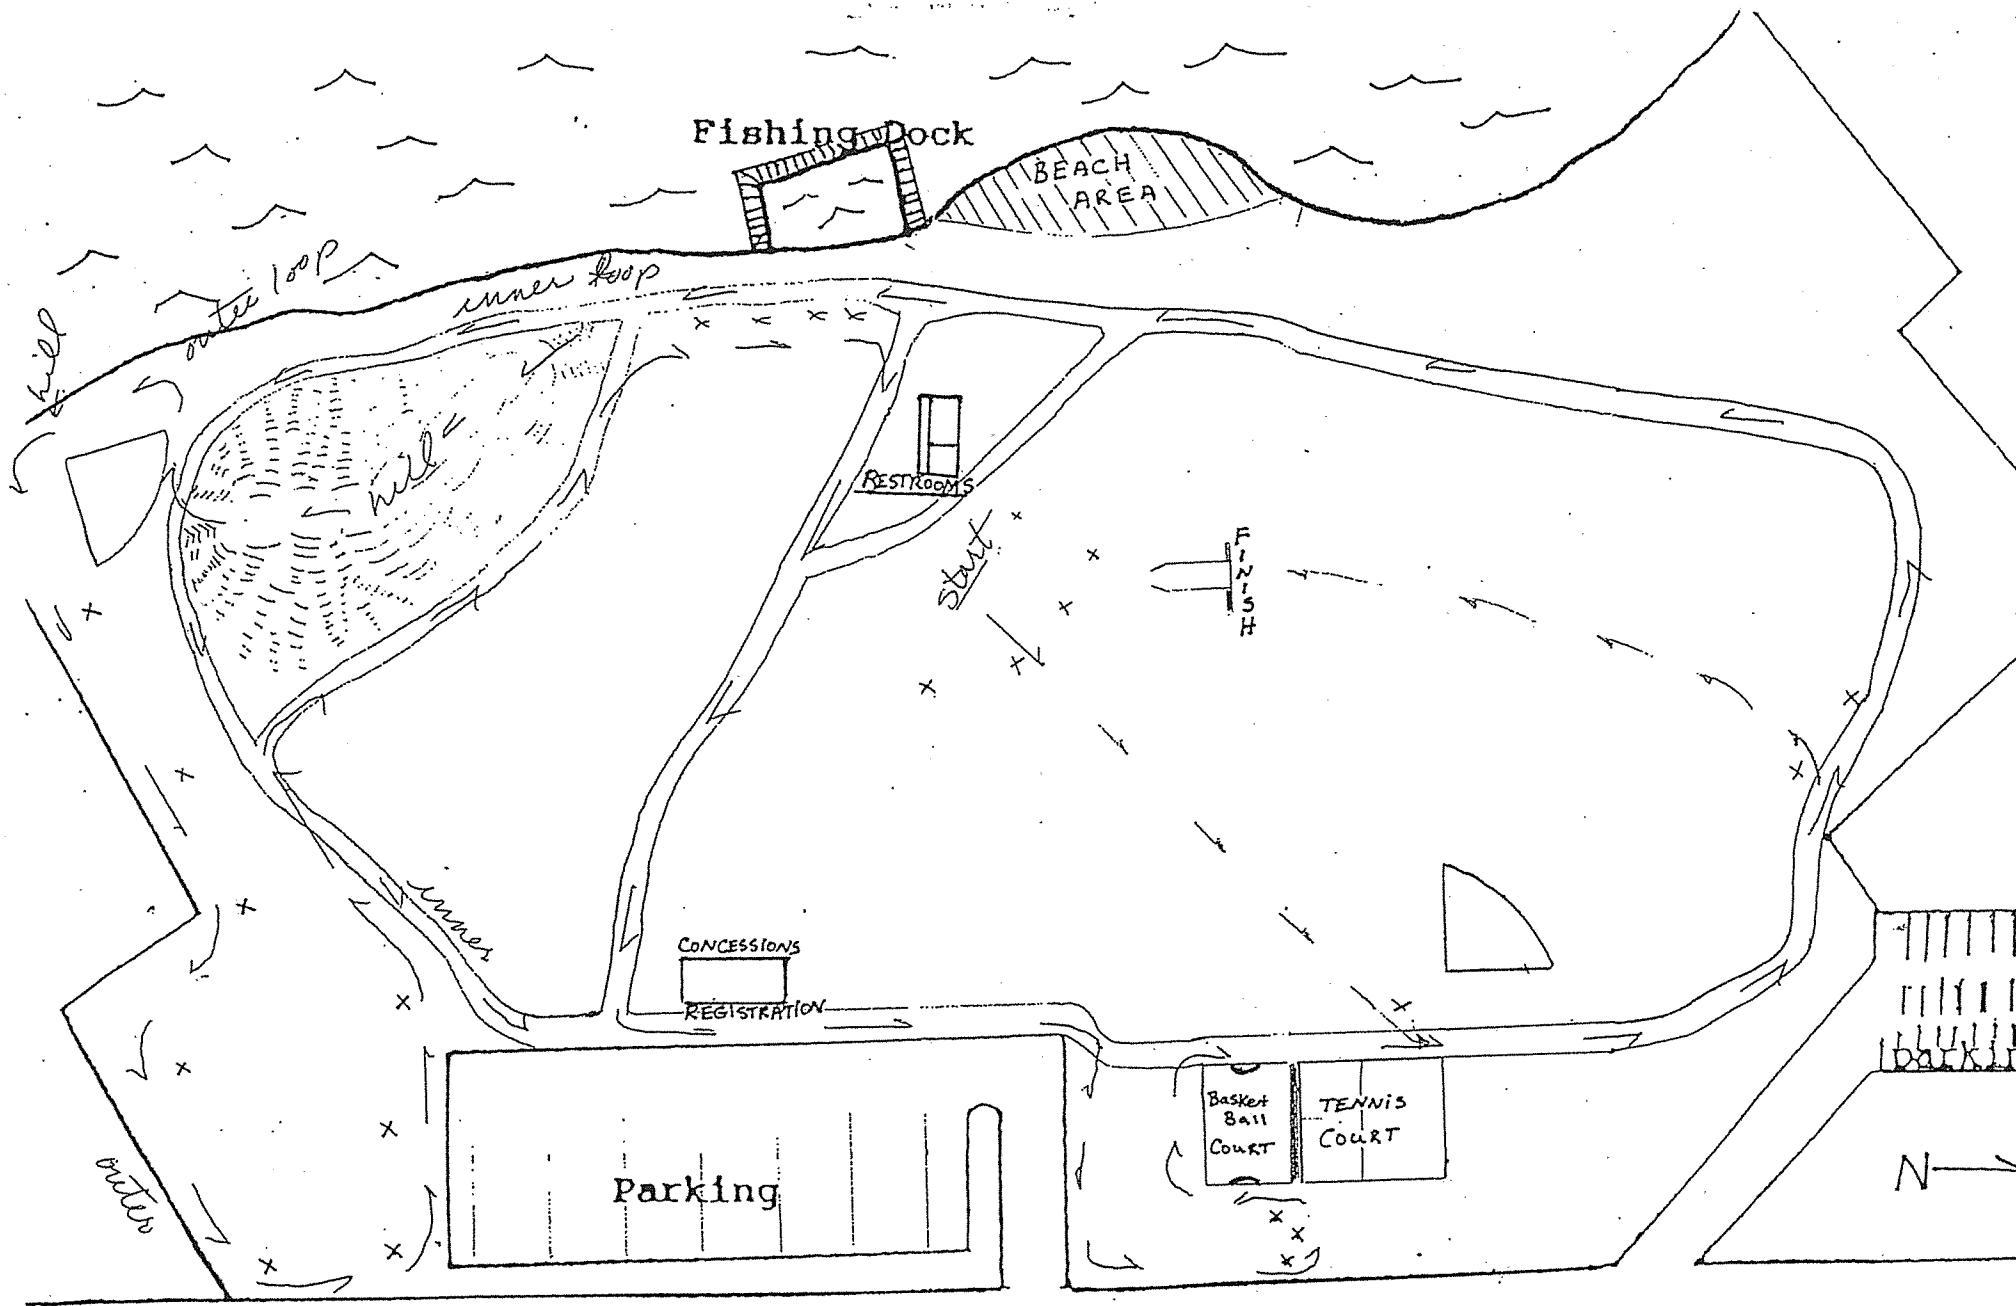 Fishing Dock
BEACH
AREA
outer loop
inner loop
hill
hill
RESTROOMS
Start
FINISH
inner
CONCESSIONS
REGISTRATION
Basket
Ball
COURT
TENNIS
COURT
Parking
outer
N